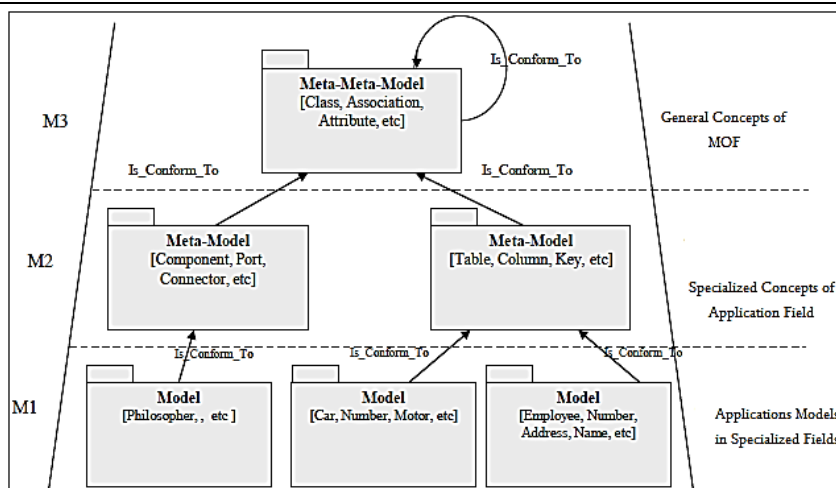 Is_Conform_To
Meta-Meta-Model
[Class, Association,
Attribute, etc]
M3
General Concepts of
MOF
Is_Conform_To
Is_Conform_To
Meta-Model
[Component, Port,
Connector, etc]
Meta-Model
[Table, Column, Key, etc]
M2
Specialized Concepts of
Application Field
Is_Conform_To
Is_Conform_To
Is_Conform_To
M1
Model
[Philosopher, , etc ]
Model
[Car, Number, Motor, etc]
Model
[Employee, Number,
Address, Name, etc]
Applications Models
in Specialized Fields